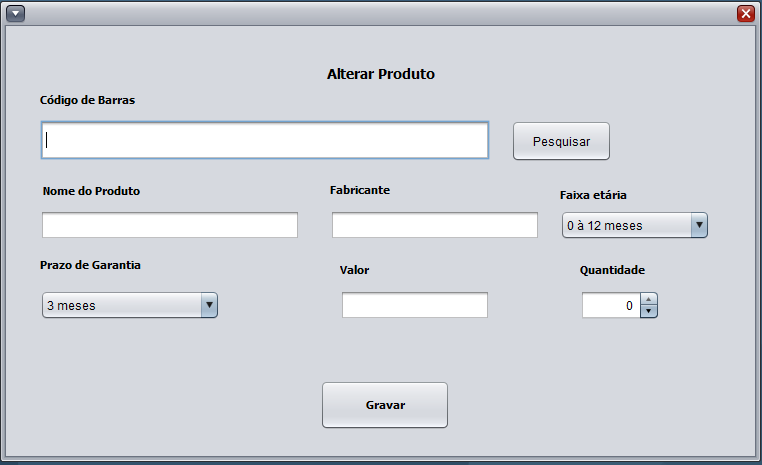 Alterar Produto
Código de Barras
Pesquisar
Nome do Produto
Fabricante
Faixa etária
0 à 12 meses
Prazo de Garantia
Valor
Quantidade
3 meses
0
Gravar